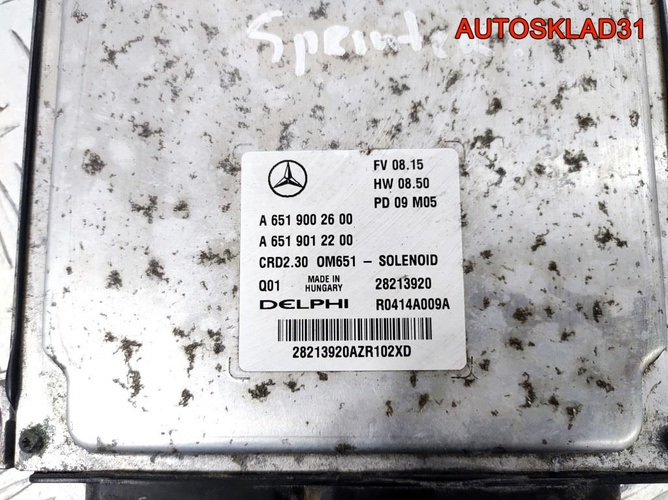 AUTOSKLAD31
Sprinter
FV 08.15
HW 08.50
PD 09 M05
A 651 900 26 00
A 651 901 22 00
CRD2.30 OM651 – SOLENOID
Q01 MADE IN HUNGARY 28213920
DELPHI R0414A009A
28213920AZR102XD